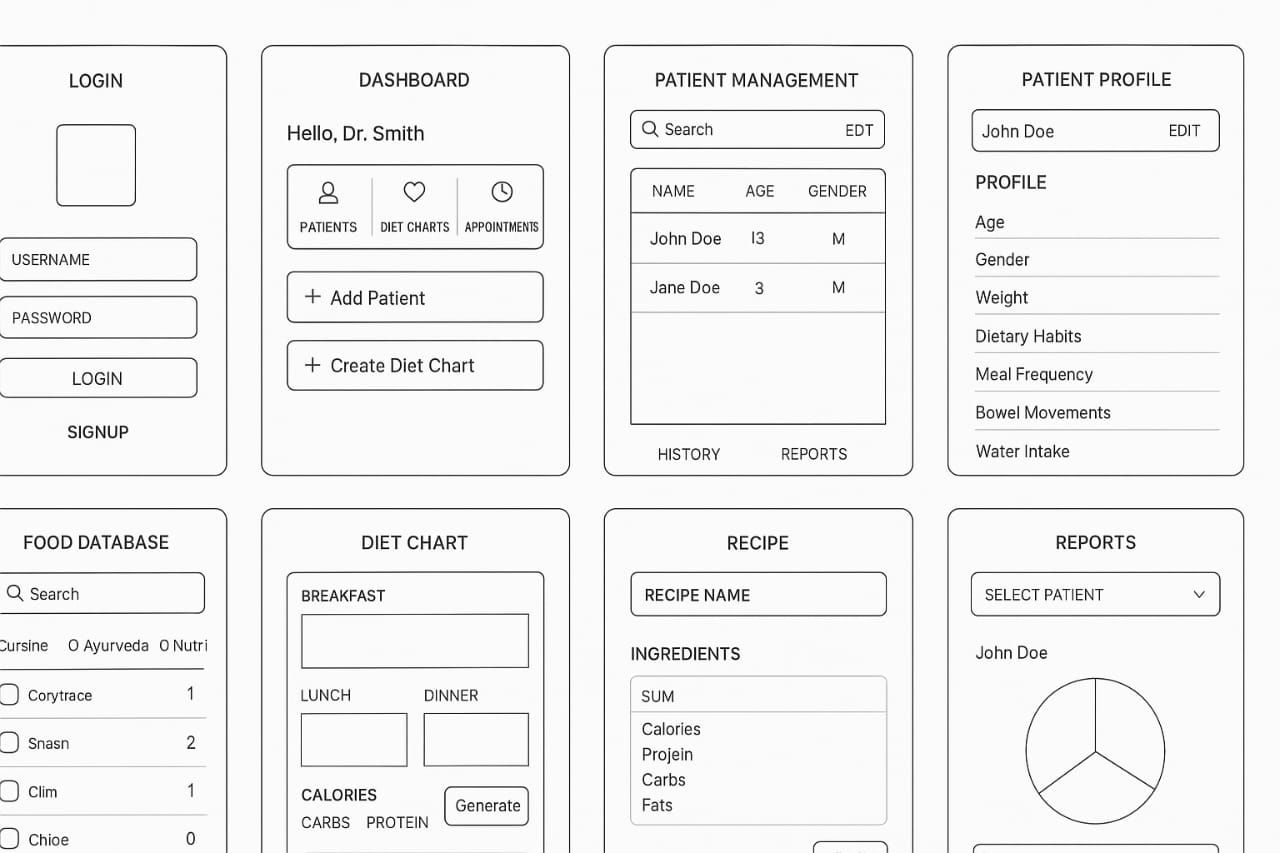 LOGIN
USERNAME
PASSWORD
LOGIN
SIGNUP
DASHBOARD
Hello, Dr. Smith
PATIENTS DIET CHARTS APPOINTMENTS
+ Add Patient
+ Create Diet Chart
PATIENT MANAGEMENT
Search EDT
NAME AGE GENDER
John Doe I3 M
Jane Doe 3 M
HISTORY REPORTS
PATIENT PROFILE
John Doe EDIT
PROFILE
Age
Gender
Weight
Dietary Habits
Meal Frequency
Bowel Movements
Water Intake
FOOD DATABASE
Search
Cursine O Ayurveda O Nutri
Corytrace 1
Snasn 2
Clim 1
Chioe 0
DIET CHART
BREAKFAST
LUNCH DINNER
CALORIES
Generate
CARBS PROTEIN
RECIPE
RECIPE NAME
INGREDIENTS
SUM
Calories
Projein
Carbs
Fats
REPORTS
SELECT PATIENT
John Doe